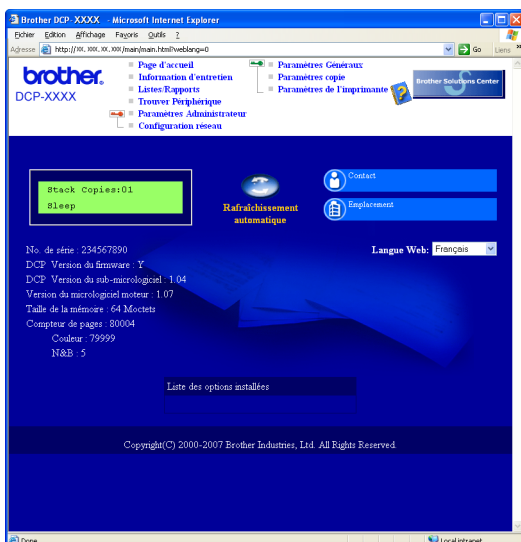 Brother DCP-XXXX - Microsoft Internet Explorer
Fichier Edition Affichage Favoris Outils ?
Adresse http://XXX.XXX.XX.XXX/main/main.html?weblang=0 Go Liens »
brother.
DCP-XXXX
Page d'accueil
Information d'entretien
Listes/Rapports
Trouver Périphérique
Paramètres Administrateur
Configuration réseau
Paramètres Généraux
Paramètres copie
Paramètres de l'imprimante
Brother Solutions Center
Stack Copies:01
Sleep
Rafraîchissement
automatique
Contact
Emplacement
Langue Web: Français
No. de série : 234567890
DCP Version du firmware : Y
DCP Version du sub-micrologiciel : 1.04
Version du micrologiciel moteur : 1.07
Taille de la mémoire : 64 Moctets
Compteur de pages : 80004
Couleur : 79999
N&B : 5
Liste des options installées
Copyright(C) 2000-2007 Brother Industries, Ltd. All Rights Reserved.
Done
Local intranet